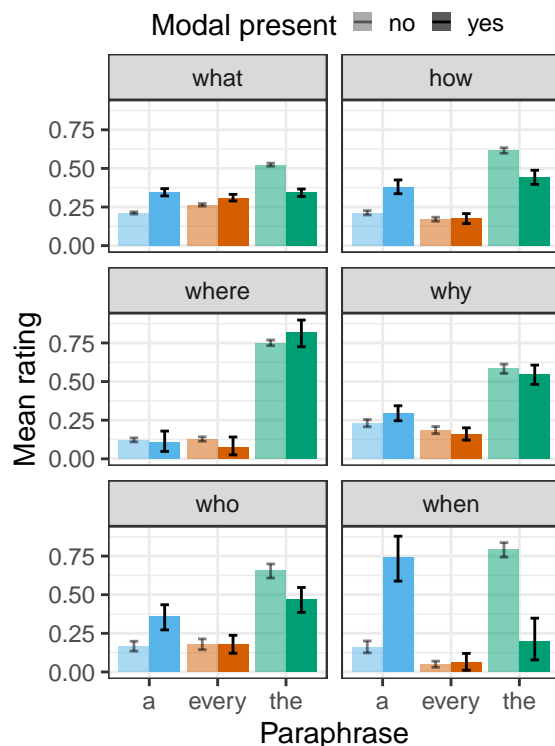 Modal present no yes
what how
0.75
0.50
0.25
0.00
where why
0.75
0.50
0.25
0.00
who when
0.75
0.50
0.25
0.00
a every the a every the
Paraphrase
Mean rating